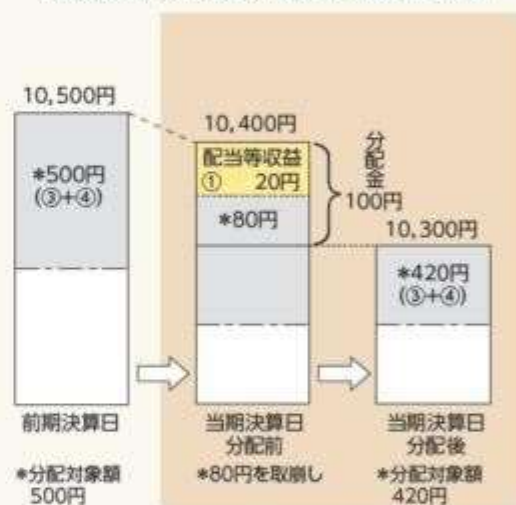 10,500円
*500円
(③+④)
前期決算日
*分配対象額
500円
10,400円
配当等収益
① 20円
*80円
分配金
100円
当期決算日
分配前
*80円を取崩し
10,300円
*420円
(③+④)
当期決算日
分配後
*分配対象額
420円